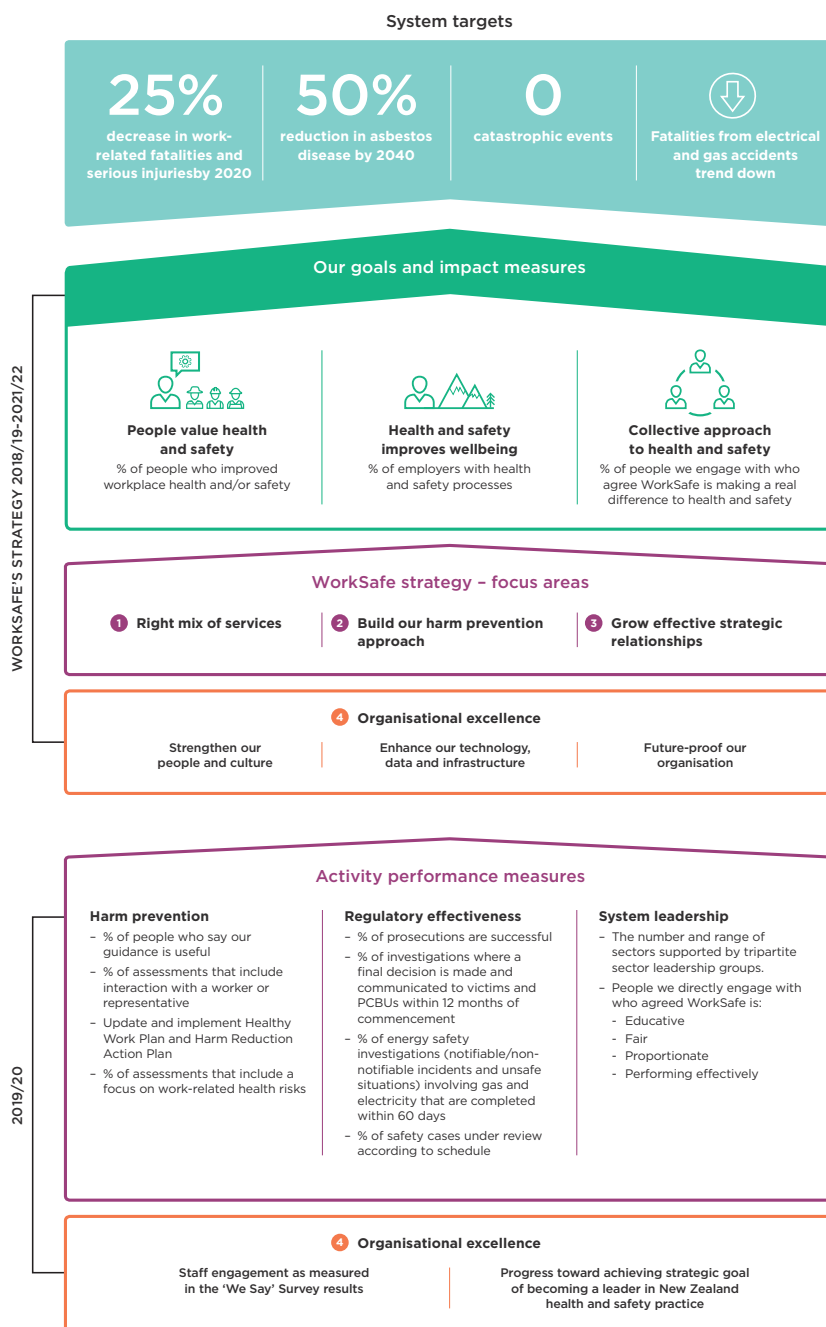 System targets
25%
decrease in work-
related fatalities and
serious injuriesby 2020
50%
reduction in asbestos
disease by 2040
0
catastrophic events
Fatalities from electrical
and gas accidents
trend down
WORKSAFE'S STRATEGY 2018/19-2021/22
Our goals and impact measures
People value health
and safety
% of people who improved
workplace health and/or safety
Health and safety
improves wellbeing
% of employers with health
and safety processes
Collective approach
to health and safety
% of people we engage with who
agree WorkSafe is making a real
difference to health and safety
WorkSafe strategy – focus areas
1 Right mix of services
2 Build our harm prevention
approach
3 Grow effective strategic
relationships
4 Organisational excellence
Strengthen our
people and culture
Enhance our technology,
data and infrastructure
Future-proof our
organisation
2019/20
Activity performance measures
Harm prevention
– % of people who say our
guidance is useful
– % of assessments that include
interaction with a worker or
representative
– Update and implement Healthy
Work Plan and Harm Reduction
Action Plan
– % of assessments that include a
focus on work-related health risks
Regulatory effectiveness
– % of prosecutions are successful
– % of investigations where a
final decision is made and
communicated to victims and
PCBUs within 12 months of
commencement
– % of energy safety
investigations (notifiable/non-
notifiable incidents and unsafe
situations) involving gas and
electricity that are completed
within 60 days
– % of safety cases under review
according to schedule
System leadership
– The number and range of
sectors supported by tripartite
sector leadership groups.
– People we directly engage with
who agreed WorkSafe is:
- Educative
- Fair
- Proportionate
- Performing effectively
4 Organisational excellence
Staff engagement as measured
in the 'We Say' Survey results
Progress toward achieving strategic goal
of becoming a leader in New Zealand
health and safety practice